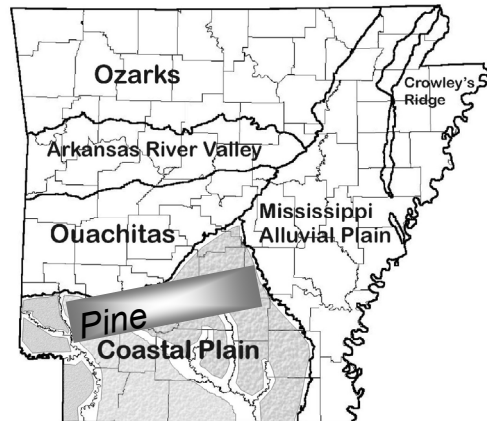 Ozarks
Crowley's
Ridge
Arkansas River Valley
Mississippi
Alluvial Plain
Ouachitas
Pine
Coastal Plain